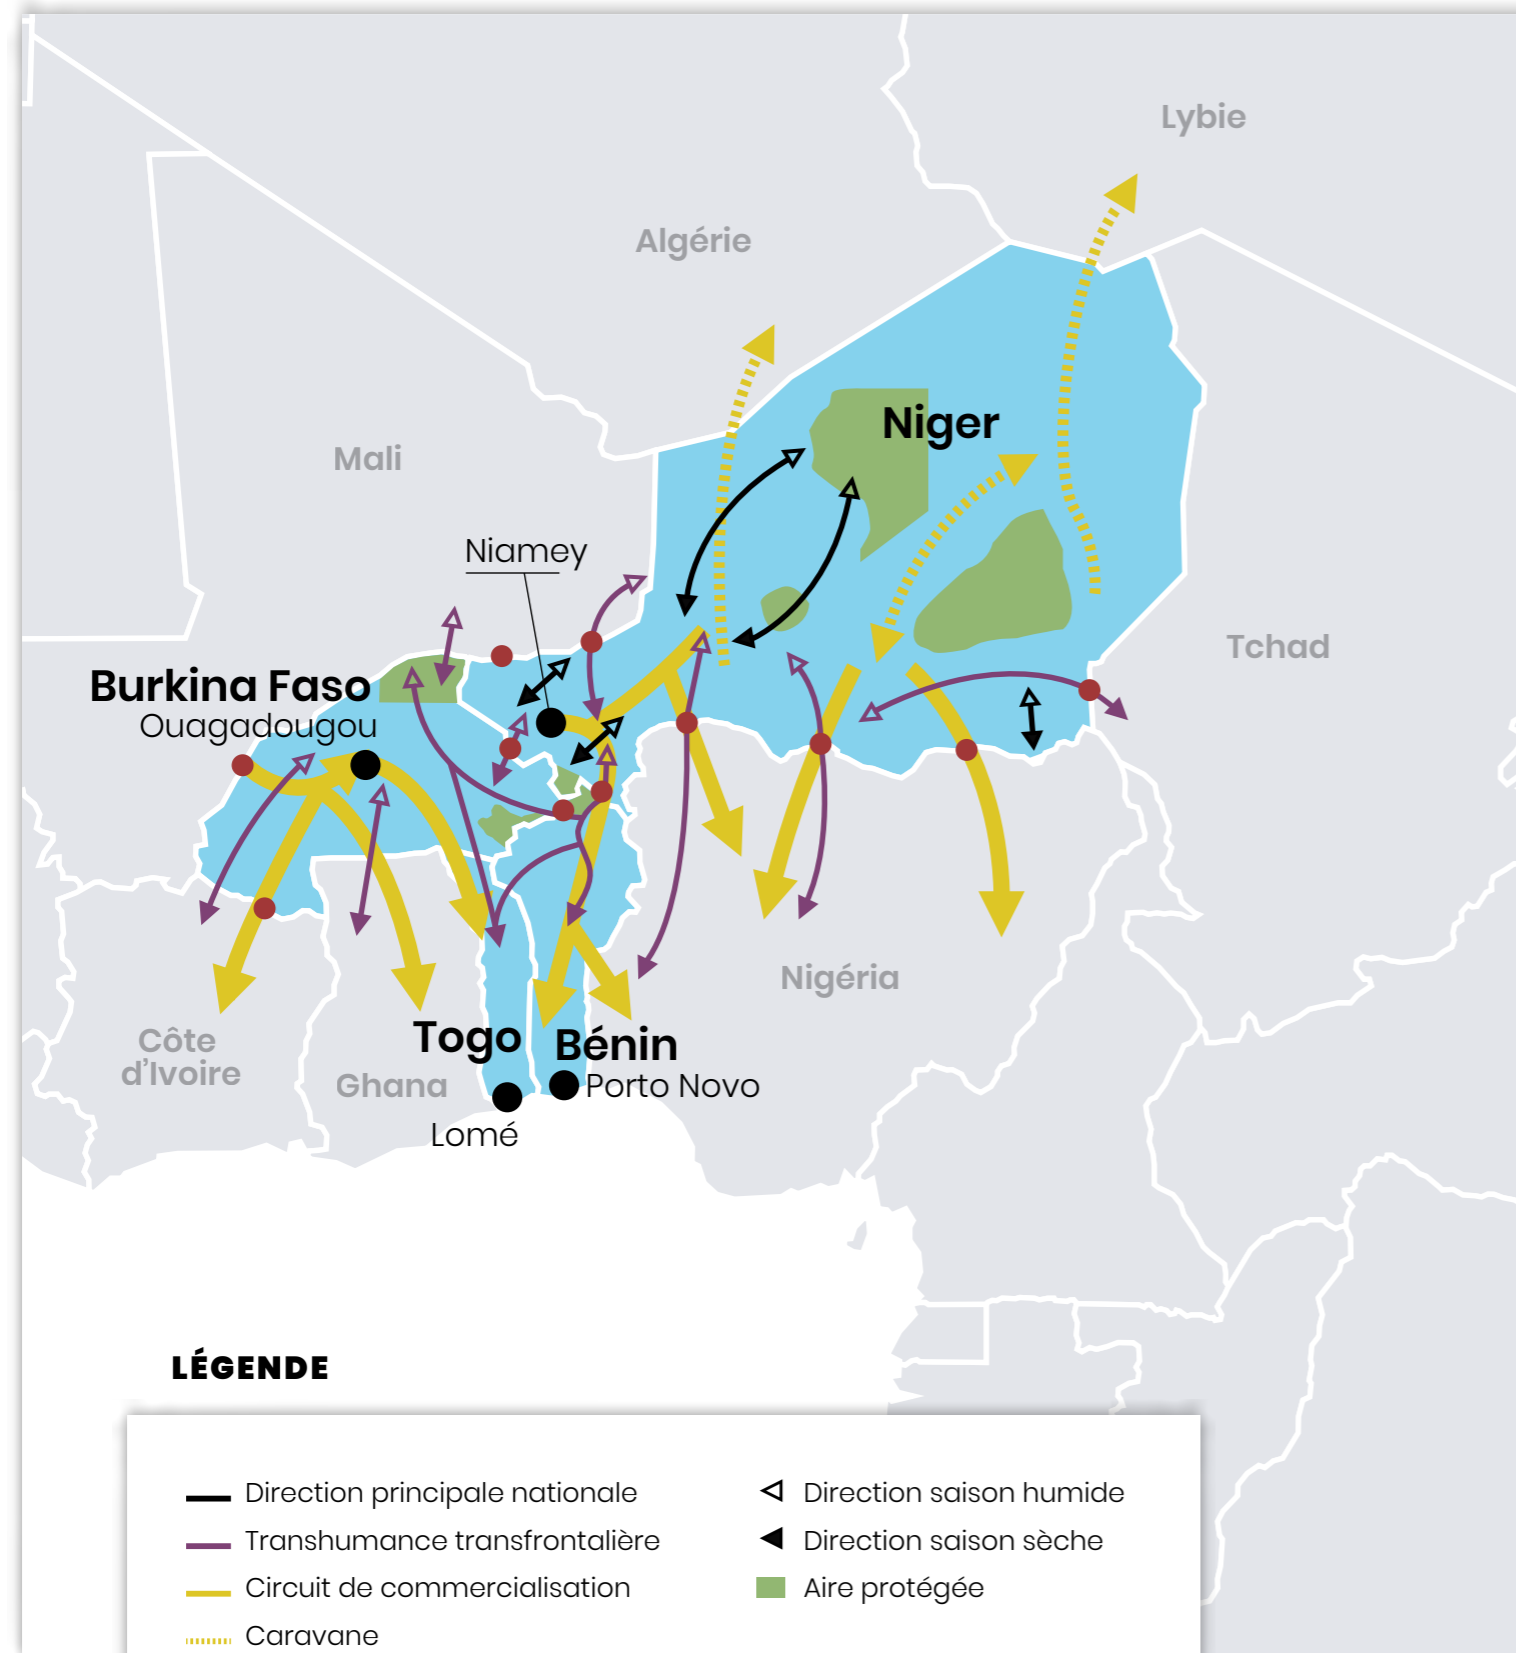 Lybie
Algérie
Niger
Mali
Niamey
Tchad
Burkina Faso
Ouagadougou
Nigéria
Togo
Bénin
Côte
d'Ivoire
Ghana
Porto Novo
Lomé
LÉGENDE
Direction principale nationale
Transhumance transfrontalière
Circuit de commercialisation
Caravane
Direction saison humide
Direction saison sèche
Aire protégée